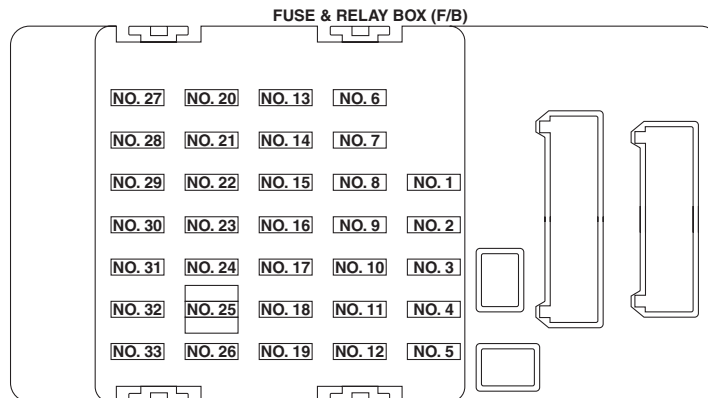 FUSE & RELAY BOX (F/B)
NO. 27 NO. 20 NO. 13 NO. 6
NO. 28 NO. 21 NO. 14 NO. 7
NO. 29 NO. 22 NO. 15 NO. 8 NO. 1
NO. 30 NO. 23 NO. 16 NO. 9 NO. 2
NO. 31 NO. 24 NO. 17 NO. 10 NO. 3
NO. 32 NO. 25 NO. 18 NO. 11 NO. 4
NO. 33 NO. 26 NO. 19 NO. 12 NO. 5